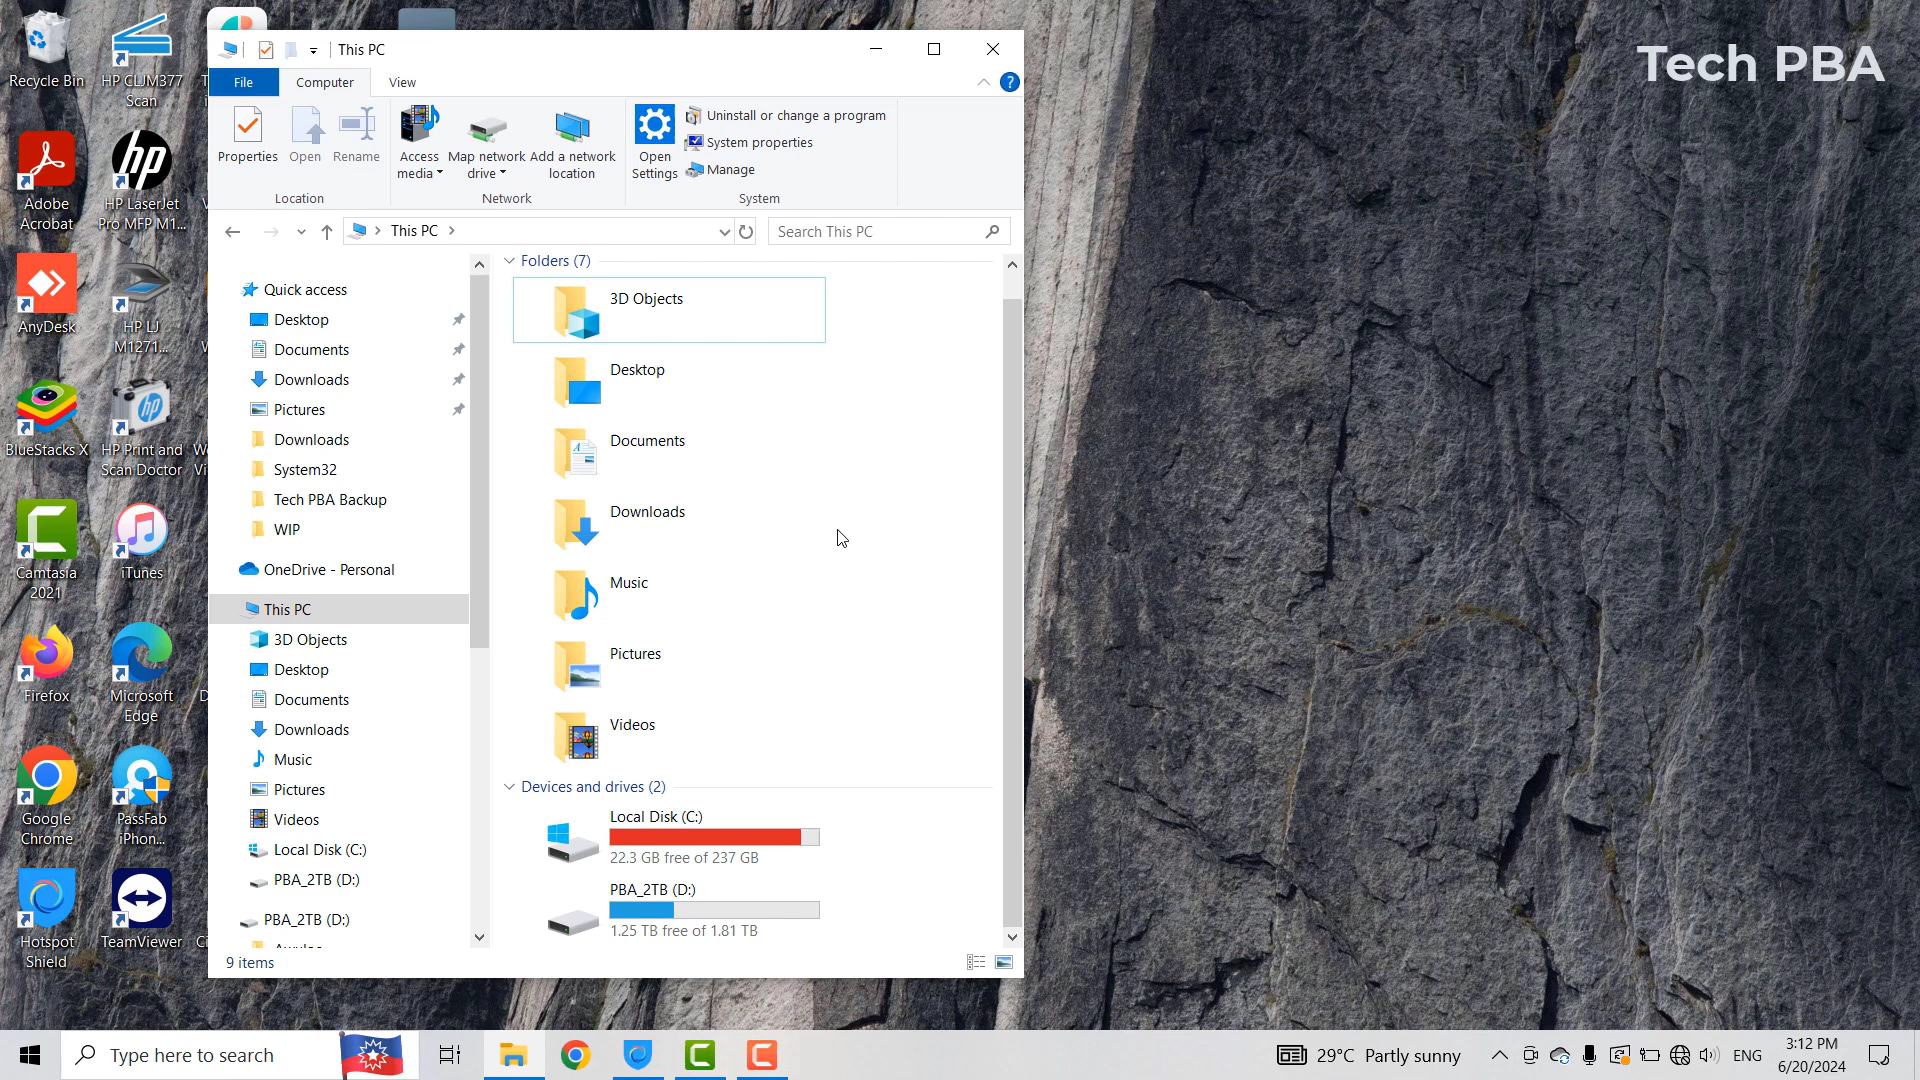 Tech PBA
Recycle Bin
HP CLJM377
Scan
Adobe
Acrobat
HP LaserJet
Pro MFP M1...
AnyDesk
HP LJ
M1271...
BlueStacks X
HP Print and
Scan Doctor
Camtasia
2021
iTunes
Firefox
Microsoft
Edge
Google
Chrome
PassFab
iPhon...
Hotspot
Shield
TeamViewer
This PC
File
Computer
View
Properties
Open
Rename
Access
media
Map network
drive
Add a network
location
Open
Settings
Uninstall or change a program
System properties
Manage
Location
Network
System
This PC
Search This PC
Quick access
Desktop
Documents
Downloads
Pictures
Downloads
System32
Tech PBA Backup
WIP
OneDrive - Personal
This PC
3D Objects
Desktop
Documents
Downloads
Music
Pictures
Videos
Local Disk (C:)
PBA_2TB (D:)
PBA_2TB (D:)
Folders (7)
3D Objects
Desktop
Documents
Downloads
Music
Pictures
Videos
Devices and drives (2)
Local Disk (C:)
22.3 GB free of 237 GB
PBA_2TB (D:)
1.25 TB free of 1.81 TB
9 items
Type here to search
29°C Partly sunny
ENG
3:12 PM
6/20/2024